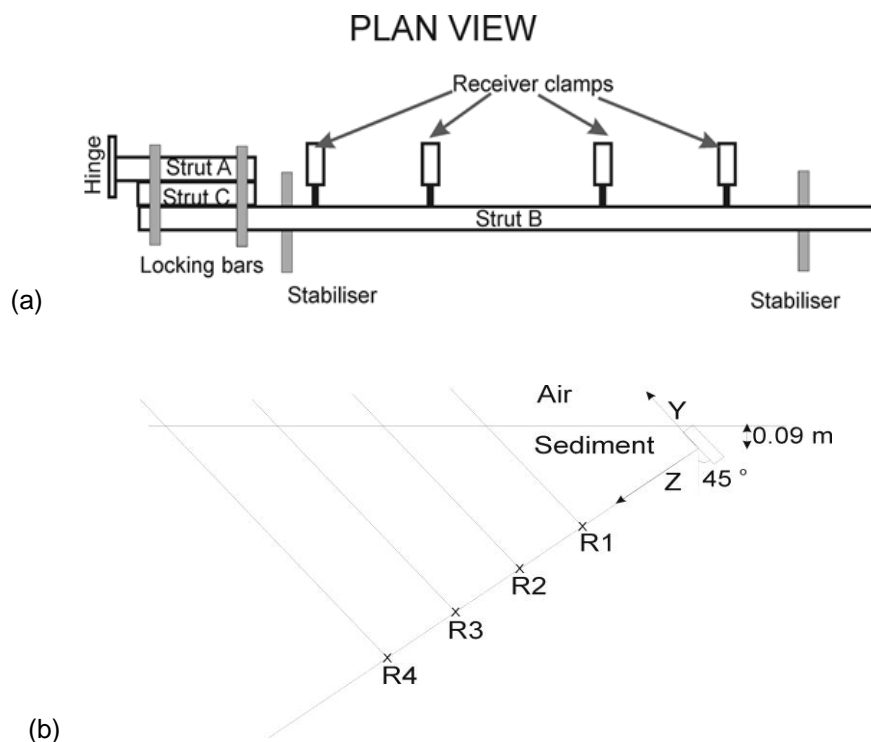 PLAN VIEW
Receiver clamps
Hinge
Strut A
Strut C
Strut B
Locking bars
Stabiliser
Stabiliser
(a)
Air
Y
Sediment
0.09 m
Z
45 °
R1
R2
R3
R4
(b)